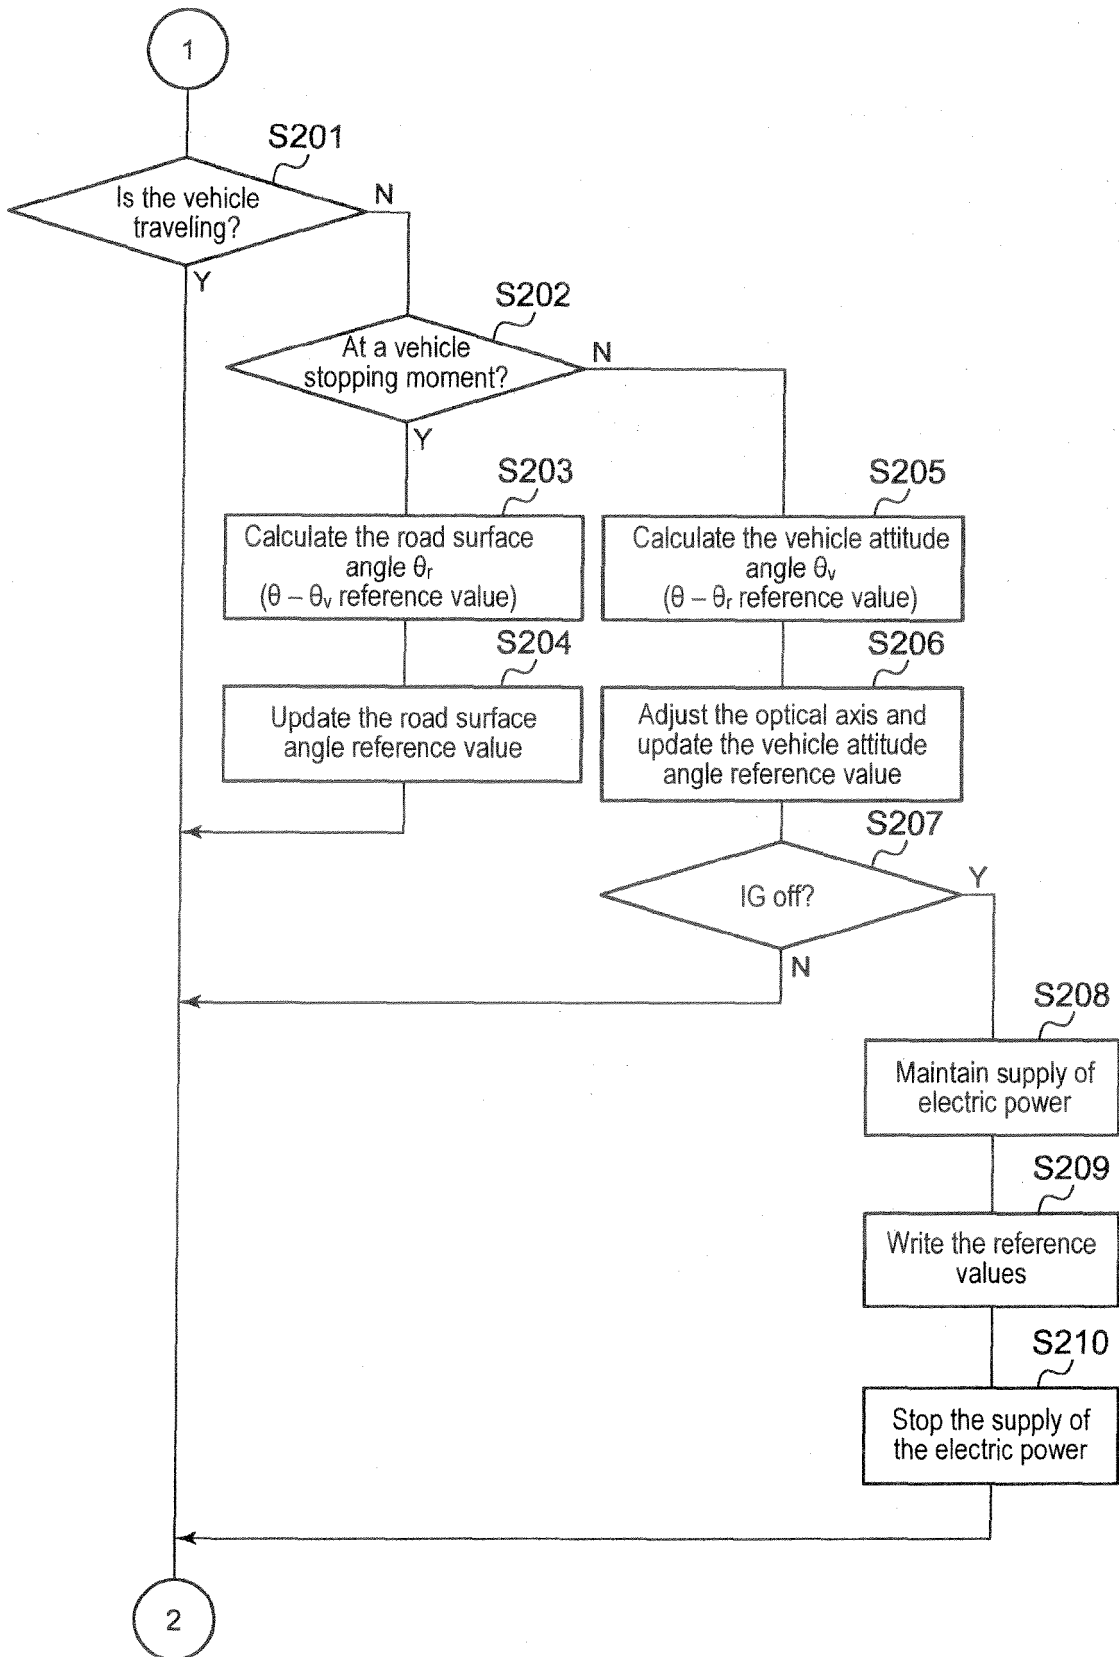 1
S201
Is the vehicle
traveling?
N
Y
S202
At a vehicle
stopping moment?
N
Y
S203
Calculate the road surface
angle θr
(θ – θv reference value)
S205
Calculate the vehicle attitude
angle θv
(θ – θr reference value)
S204
Update the road surface
angle reference value
S206
Adjust the optical axis and
update the vehicle attitude
angle reference value
S207
IG off?
Y
N
S208
Maintain supply of
electric power
S209
Write the reference
values
S210
Stop the supply of
the electric power
2